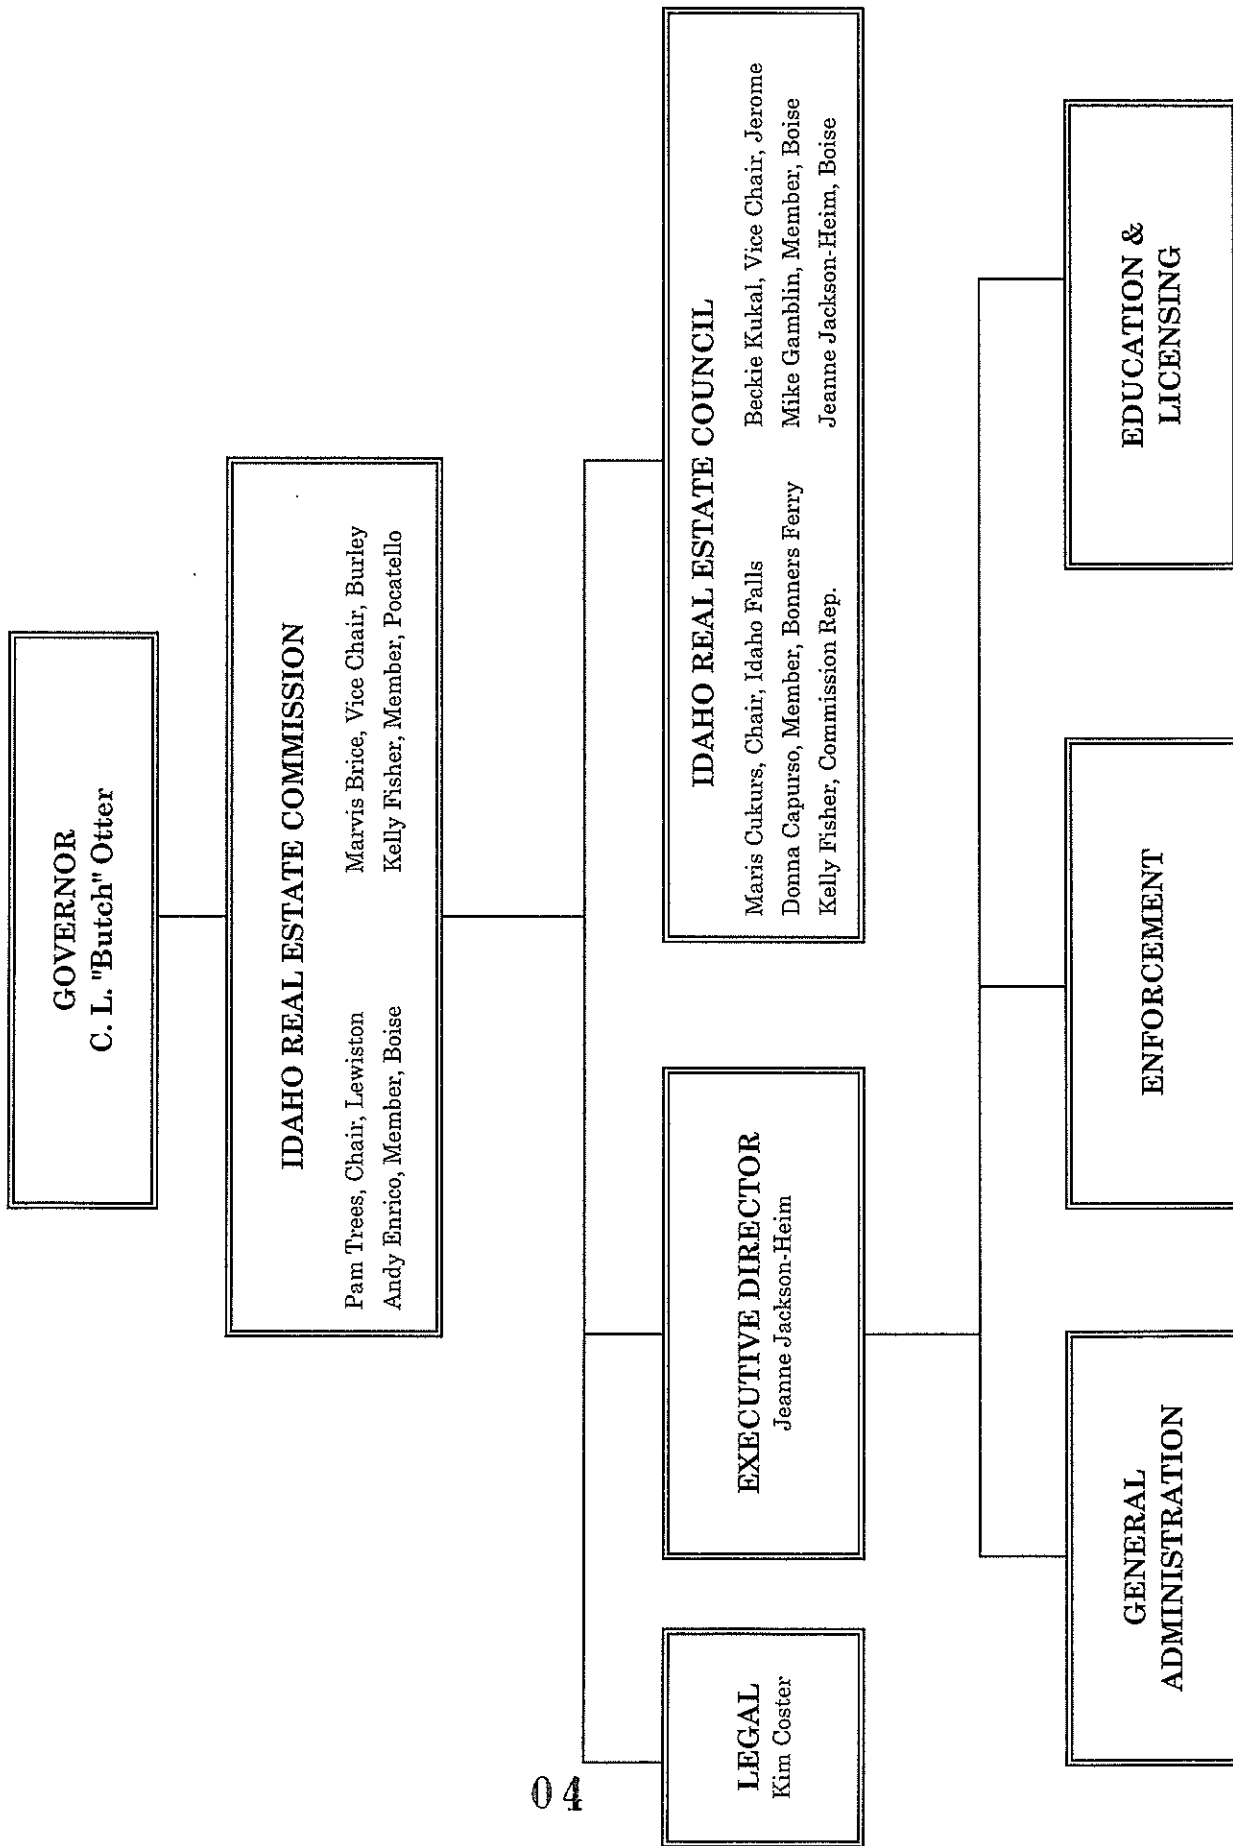 GOVERNOR
C. L. "Butch" Otter
IDAHO REAL ESTATE COMMISSION
Pam Trees, Chair, Lewiston
Marvis Brice, Vice Chair, Burley
Andy Enrico, Member, Boise
Kelly Fisher, Member, Pocatello
LEGAL
Kim Coster
EXECUTIVE DIRECTOR
Jeanne Jackson-Heim
IDAHO REAL ESTATE COUNCIL
Maris Cukurs, Chair, Idaho Falls
Beckie Kukal, Vice Chair, Jerome
Donna Capurso, Member, Bonners Ferry
Mike Gamblin, Member, Boise
Kelly Fisher, Commission Rep.
Jeanne Jackson-Heim, Boise
GENERAL
ADMINISTRATION
ENFORCEMENT
EDUCATION &
LICENSING
04